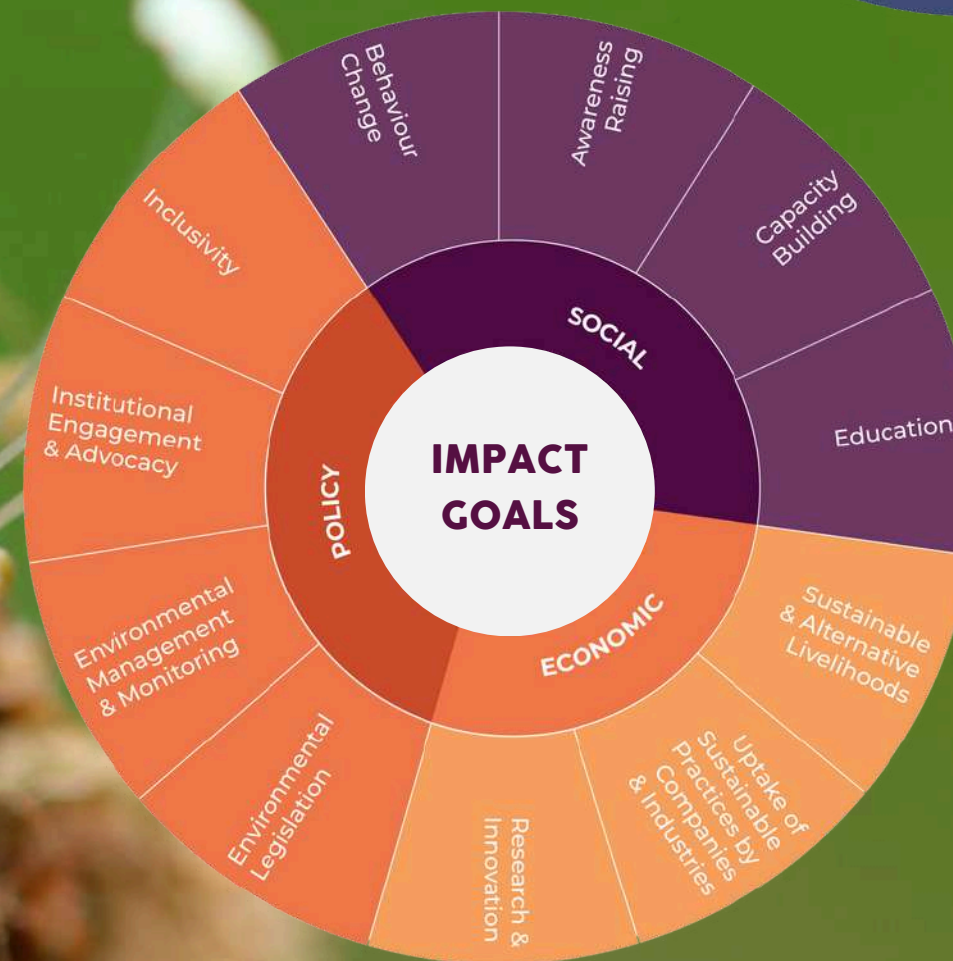 IMPACT
GOALS
SOCIAL
Behaviour
Change
Awareness
Raising
Capacity
Building
Education
ECONOMIC
Sustainable
& Alternative
Livelihoods
Uptake of
Sustainable
Practices by
Companies
& Industries
Research &
Innovation
POLICY
Environmental
Legislation
Environmental
Management
& Monitoring
Institutional
Engagement
& Advocacy
Inclusivity